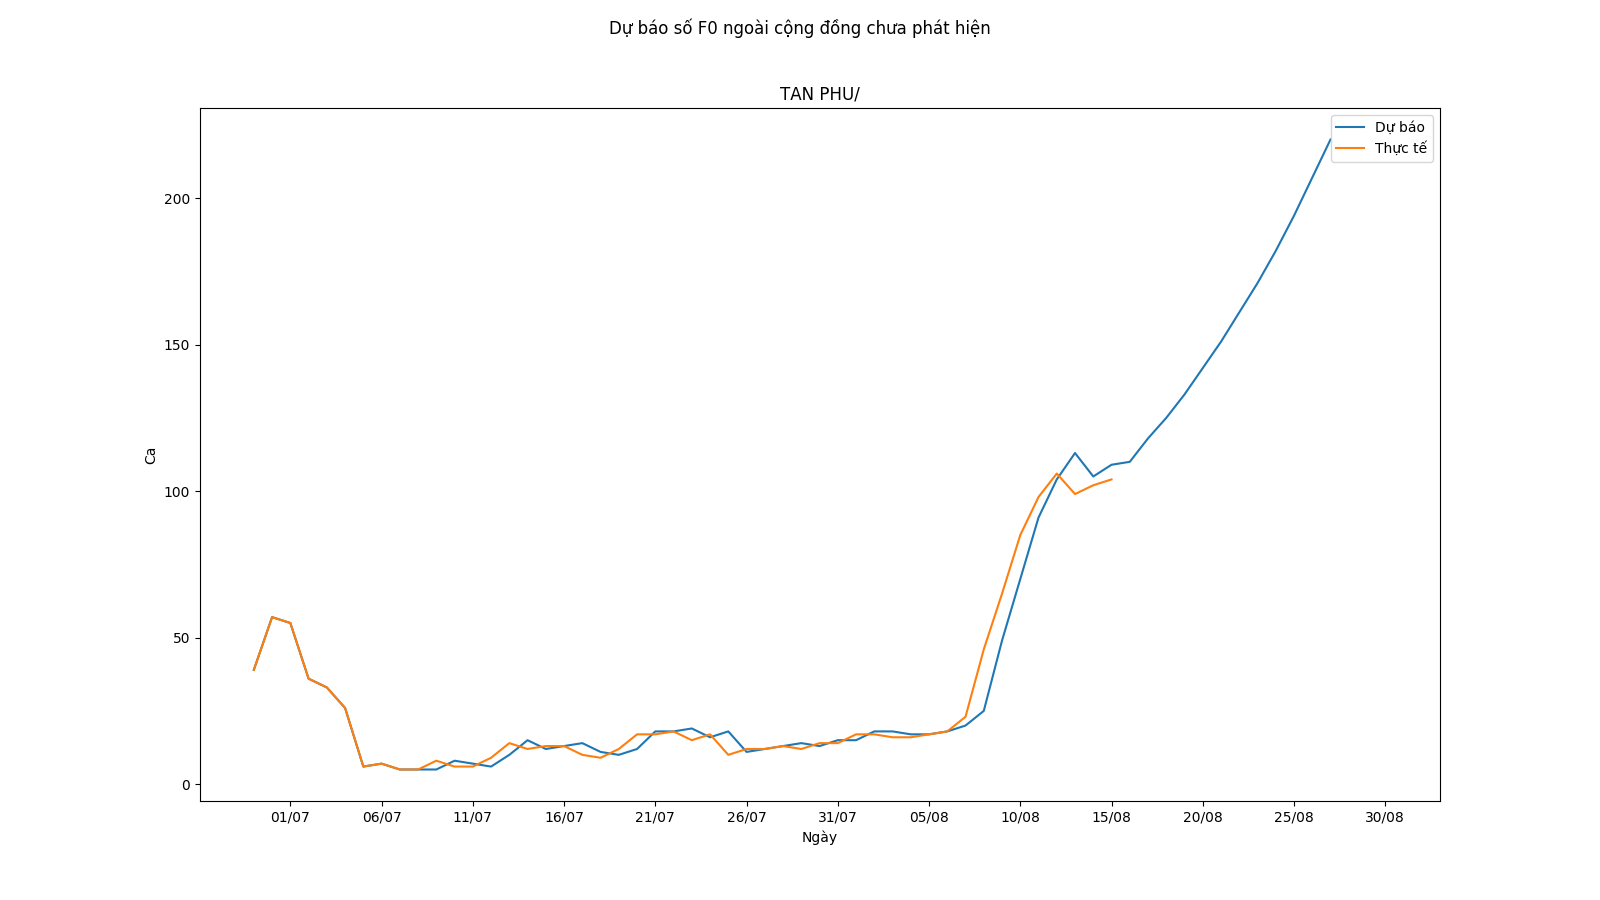 Dự báo số F0 ngoài cộng đồng chưa phát hiện
TAN PHU/
Dự báo
Thực tế
200
150
100
50
0
Ca
01/07 06/07 11/07 16/07 21/07 26/07 31/07 05/08 10/08 15/08 20/08 25/08 30/08
Ngày